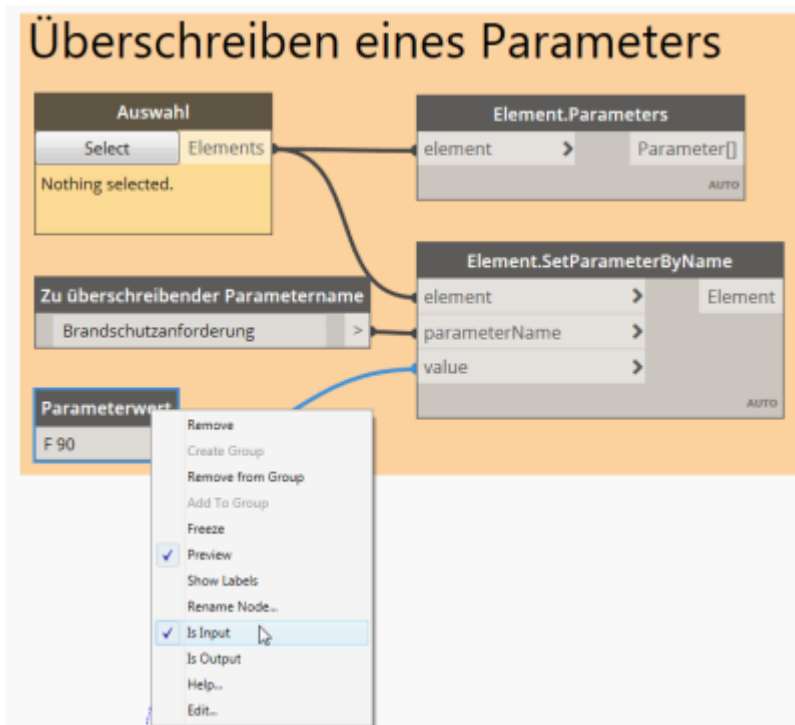 Überschreiben eines Parameters
Auswahl
Select Elements
Nothing selected.
Element.Parameters
element > Parameter[]
AUTO
Zu überschreibender Parametername
Brandschutzanforderung >
Element.SetParameterByName
element > Element
parameterName >
value >
AUTO
Parameterwert
F 90
Remove
Create Group
Remove from Group
Add To Group
Freeze
Preview
Show Labels
Rename Node...
Is Input
Is Output
Help...
Edit...